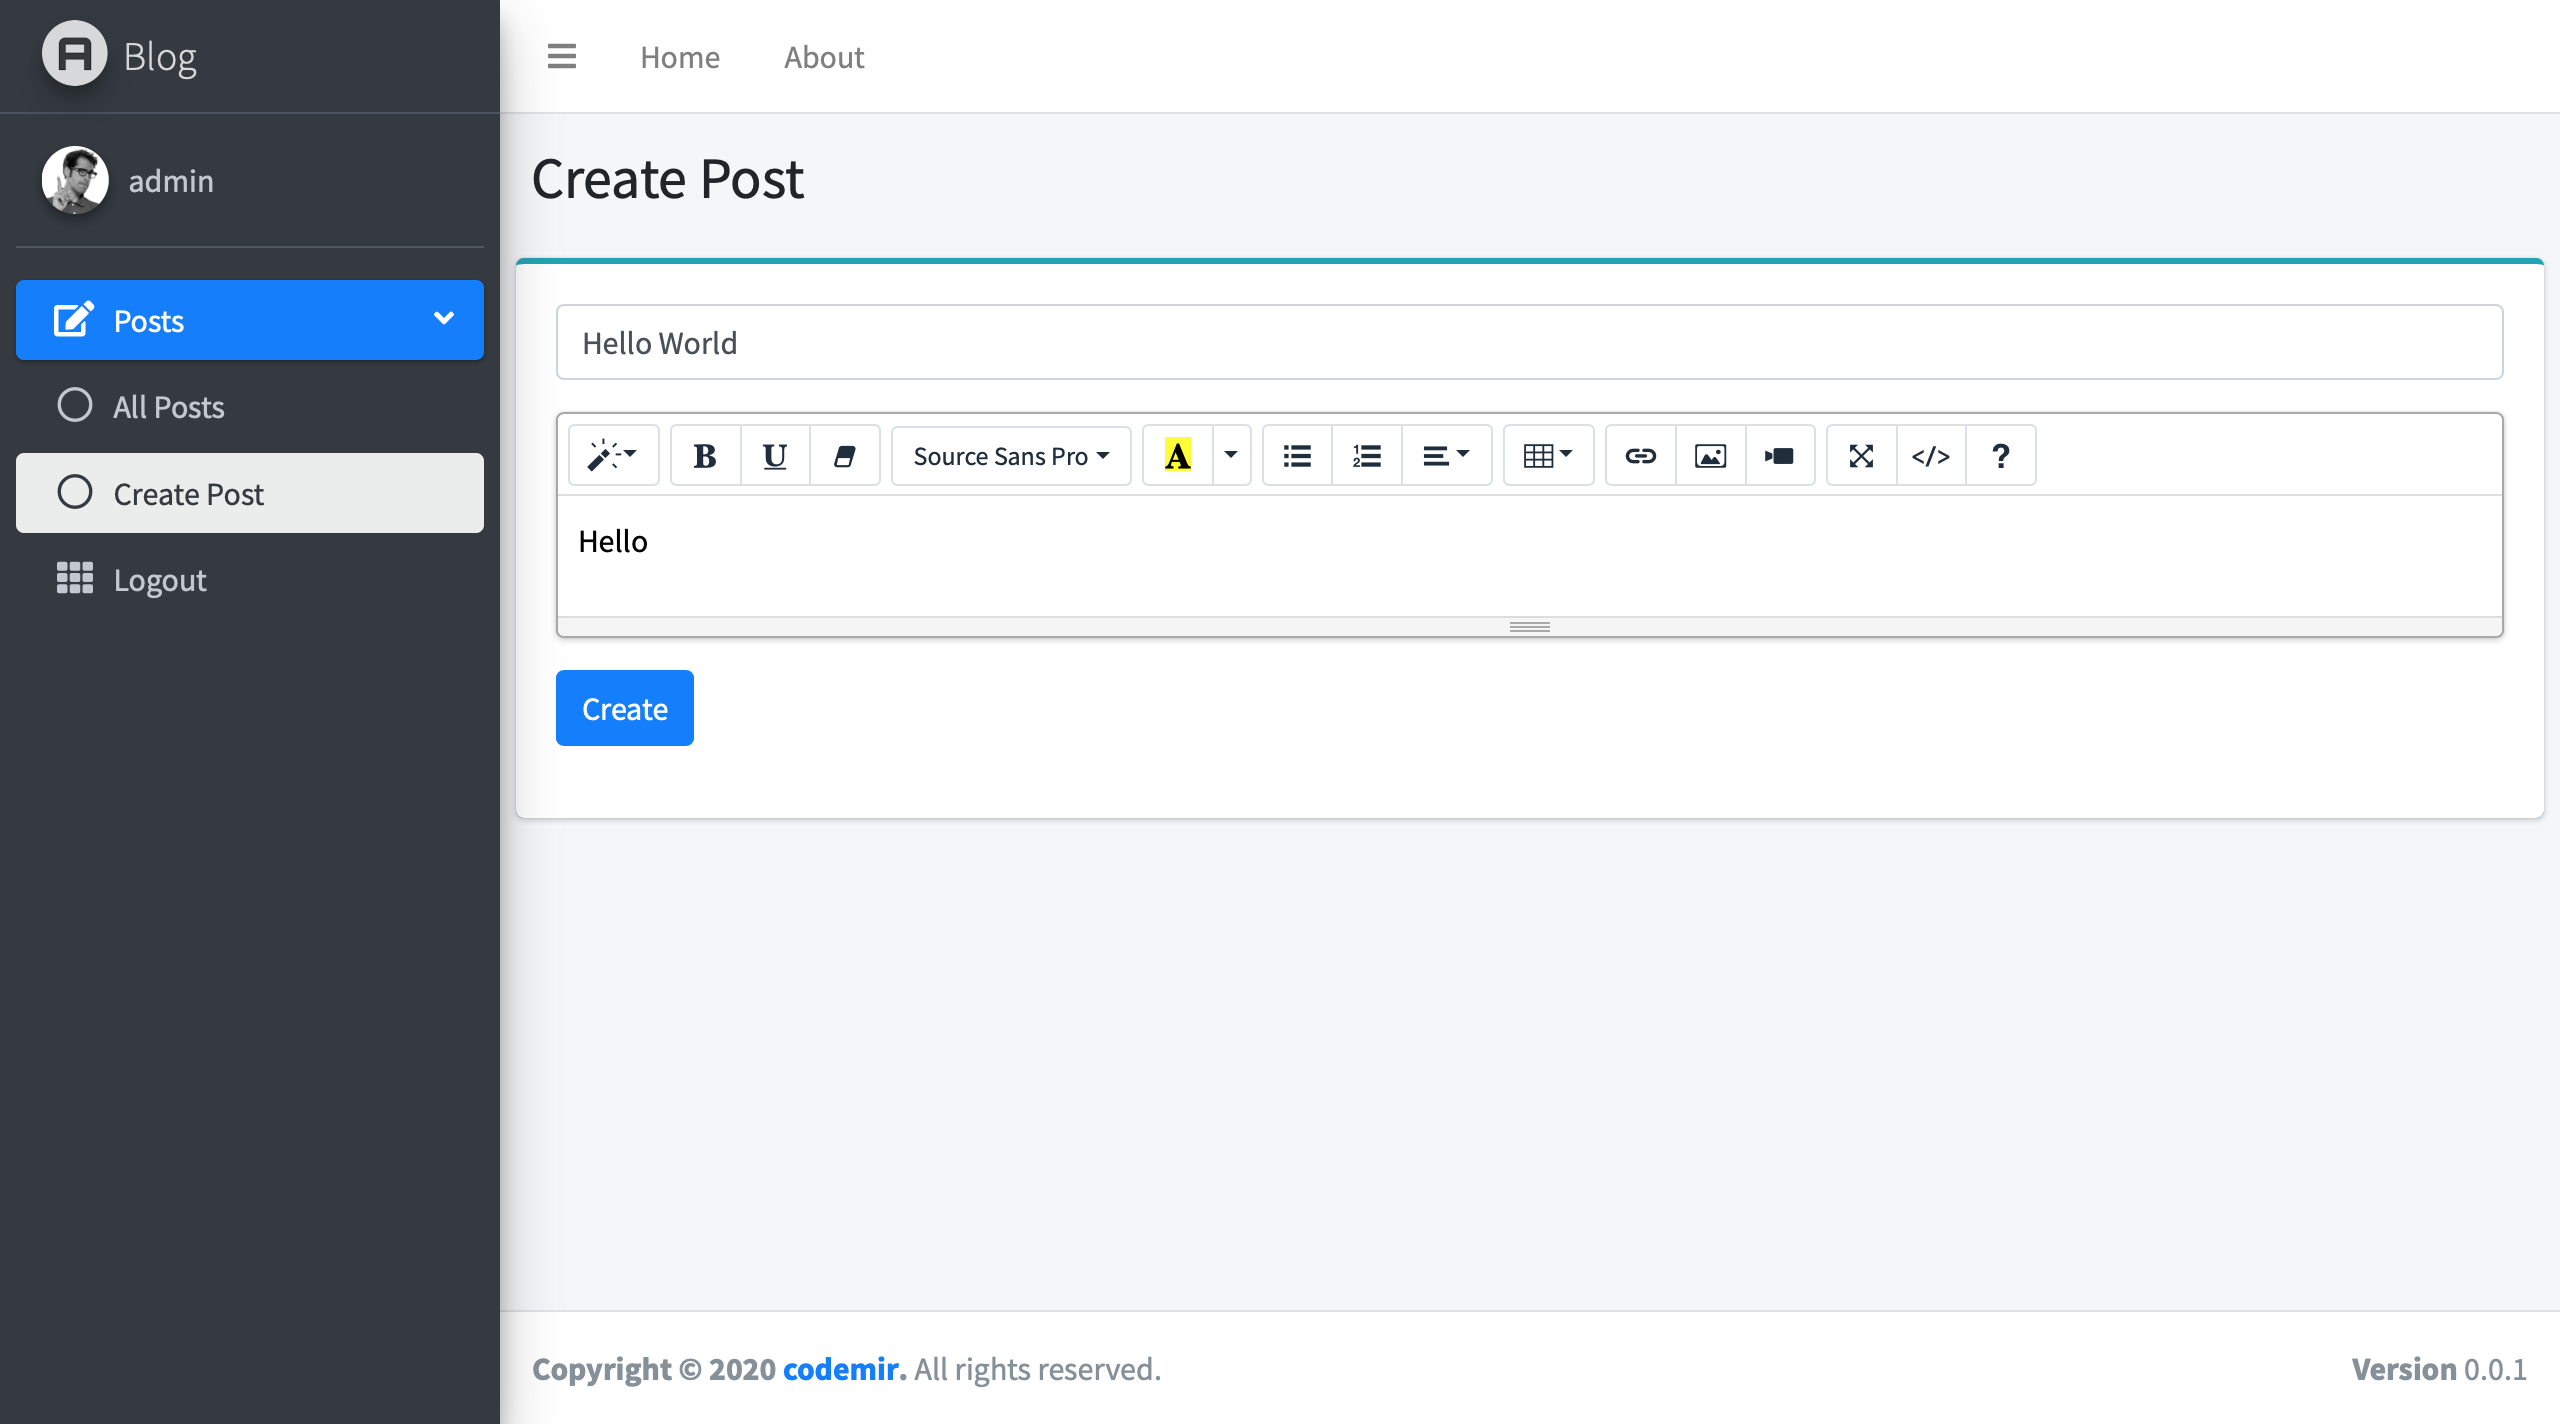 Blog
admin
Posts
All Posts
Create Post
Logout
Home About
Create Post
Hello World
B U Source Sans Pro A </> ?
Hello
Create
Copyright © 2020 codemir. All rights reserved.
Version 0.0.1